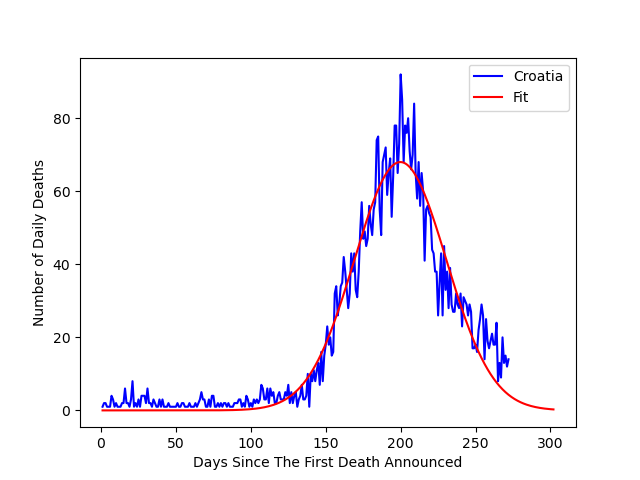 Croatia
Fit
80
60
40
20
0
0 50 100 150 200 250 300
Number of Daily Deaths
Days Since The First Death Announced